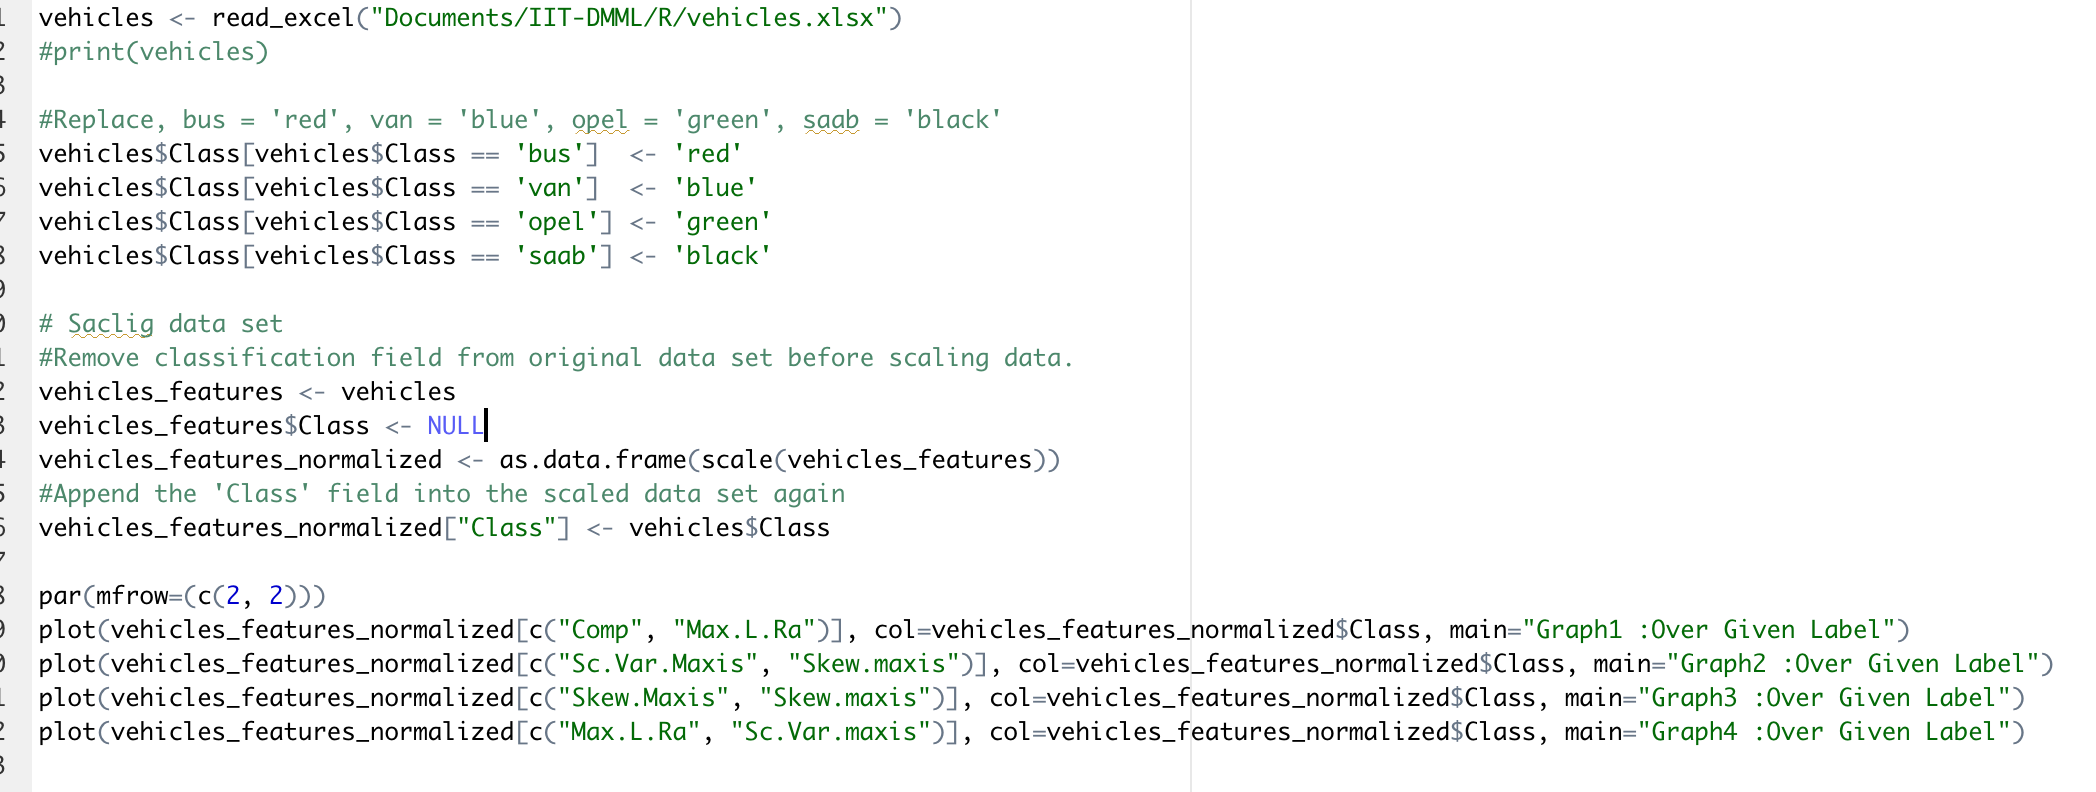 vehicles <- read_excel("Documents/IIT-DMML/R/vehicles.xlsx")
#print(vehicles)
#Replace, bus = 'red', van = 'blue', opel = 'green', saab = 'black'
vehicles$Class[vehicles$Class == 'bus']  <- 'red'
vehicles$Class[vehicles$Class == 'van']  <- 'blue'
vehicles$Class[vehicles$Class == 'opel'] <- 'green'
vehicles$Class[vehicles$Class == 'saab'] <- 'black'
# Saclig data set
#Remove classification field from original data set before scaling data.
vehicles_features <- vehicles
vehicles_features$Class <- NULL
vehicles_features_normalized <- as.data.frame(scale(vehicles_features))
#Append the 'Class' field into the scaled data set again
vehicles_features_normalized["Class"] <- vehicles$Class
par(mfrow=(c(2, 2)))
plot(vehicles_features_normalized[c("Comp", "Max.L.Ra")], col=vehicles_features_normalized$Class, main="Graph1 :Over Given Label")
plot(vehicles_features_normalized[c("Sc.Var.Maxis", "Skew.maxis")], col=vehicles_features_normalized$Class, main="Graph2 :Over Given Label")
plot(vehicles_features_normalized[c("Skew.Maxis", "Skew.maxis")], col=vehicles_features_normalized$Class, main="Graph3 :Over Given Label")
plot(vehicles_features_normalized[c("Max.L.Ra", "Sc.Var.maxis")], col=vehicles_features_normalized$Class, main="Graph4 :Over Given Label")